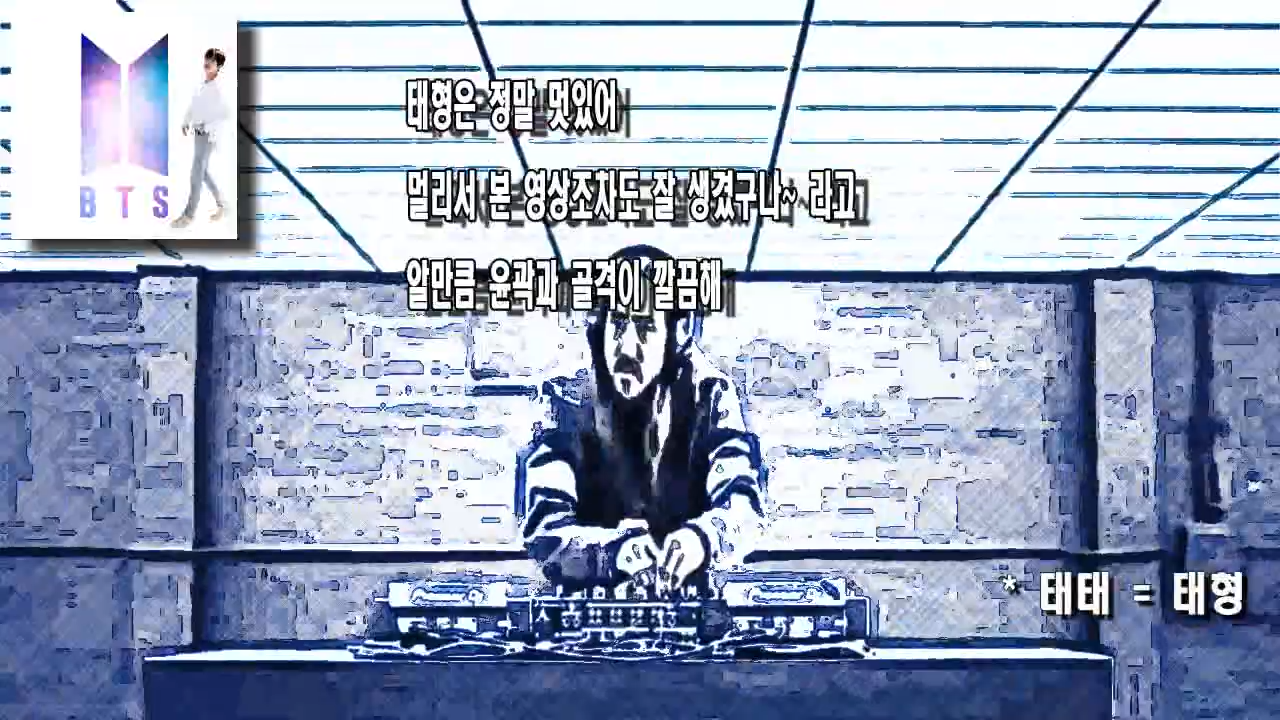 BTS
태형은 정말 멋있어
멀리서 본 영상조차도 잘 생겼구나~ 라고
알만큼 윤곽과 골격이 깔끔해
* 태태 = 태형